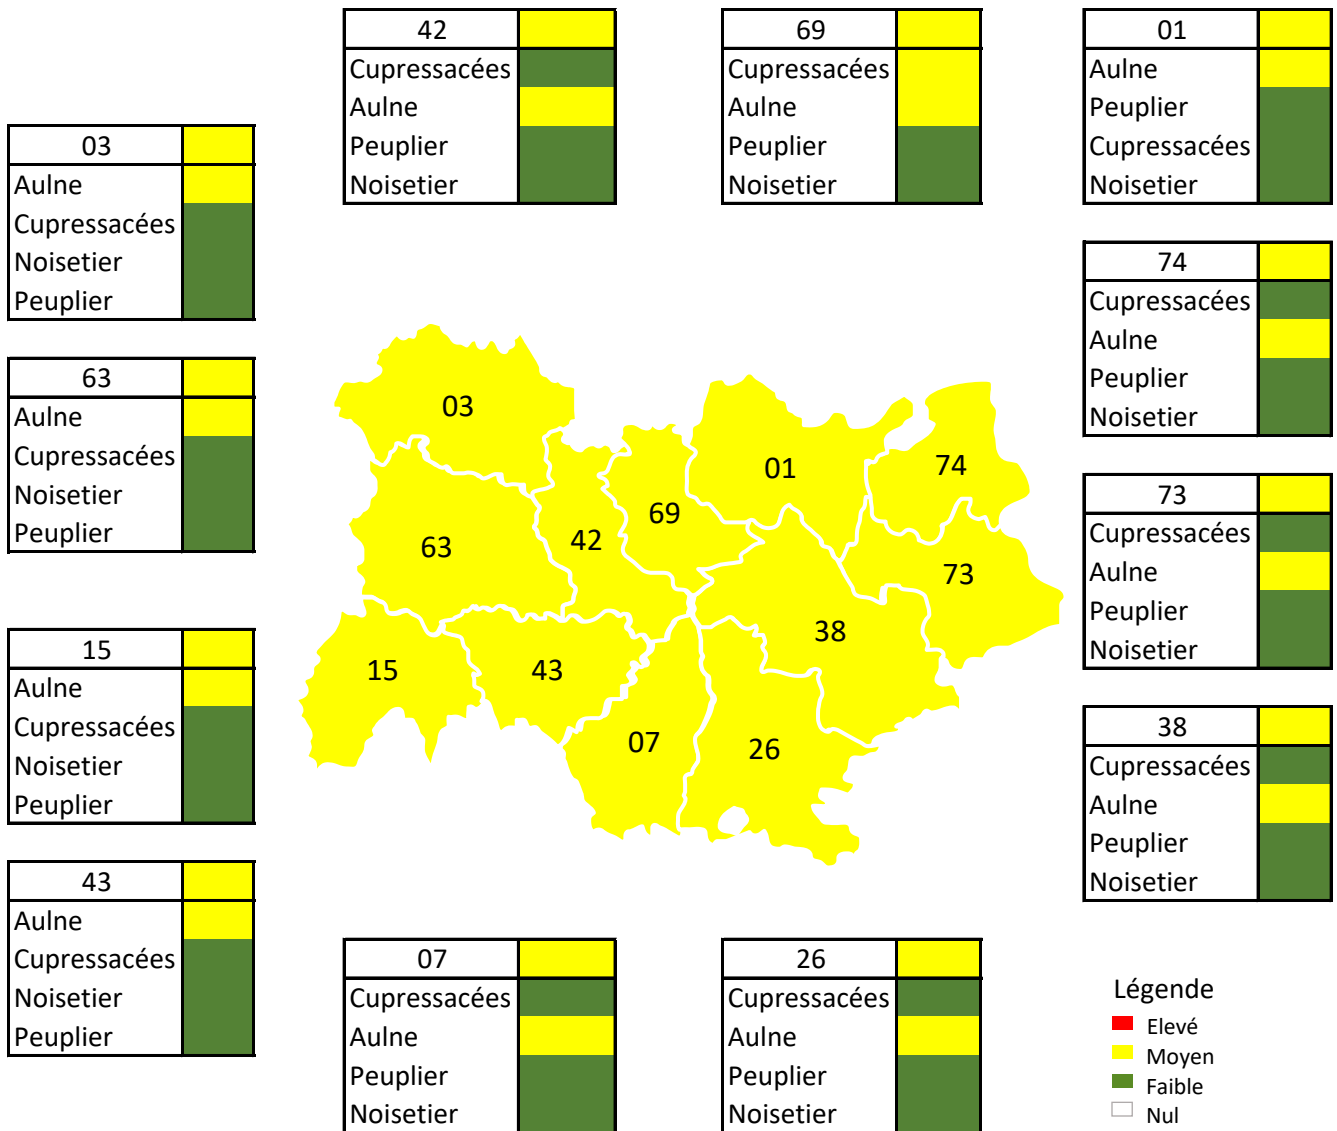 42
Cupressacées
Aulne
Peuplier
Noisetier
69
Cupressacées
Aulne
Peuplier
Noisetier
01
Aulne
Peuplier
Cupressacées
Noisetier
03
Aulne
Cupressacées
Noisetier
Peuplier
74
Cupressacées
Aulne
Peuplier
Noisetier
63
Aulne
Cupressacées
Noisetier
Peuplier
73
Cupressacées
Aulne
Peuplier
Noisetier
15
Aulne
Cupressacées
Noisetier
Peuplier
38
Cupressacées
Aulne
Peuplier
Noisetier
43
Aulne
Cupressacées
Noisetier
Peuplier
03
01
74
69
42
63
73
38
15
43
07
26
07
Cupressacées
Aulne
Peuplier
Noisetier
26
Cupressacées
Aulne
Peuplier
Noisetier
Légende
Elevé
Moyen
Faible
Nul